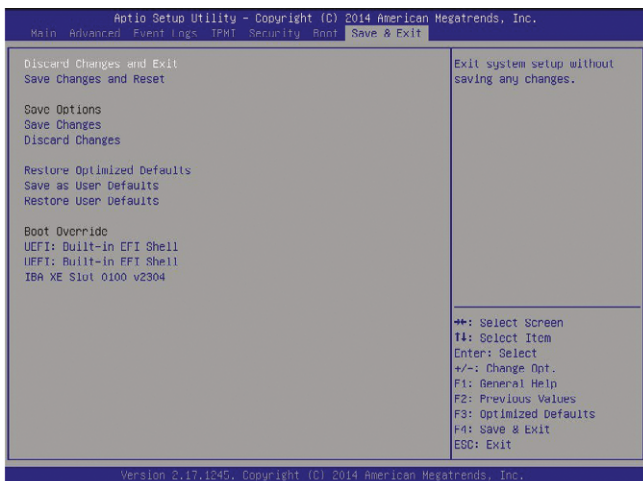 Aptio Setup Utility – Copyright (C) 2014 American Megatrends, Inc.
Main Advanced Event Logs IPMI Security Boot Save & Exit
Discard Changes and Exit
Save Changes and Reset
Save Options
Save Changes
Discard Changes
Restore Optimized Defaults
Save as User Defaults
Restore User Defaults
Boot Override
UEFI: Built-in EFI Shell
UEFI: Built-in EFI Shell
IBA XE Slot 0100 v2304
Exit system setup without
saving any changes.
→←: Select Screen
↑↓: Select Item
Enter: Select
+/-: Change Opt.
F1: General Help
F2: Previous Values
F3: Optimized Defaults
F4: Save & Exit
ESC: Exit
Version 2.17.1245. Copyright (C) 2014 American Megatrends, Inc.